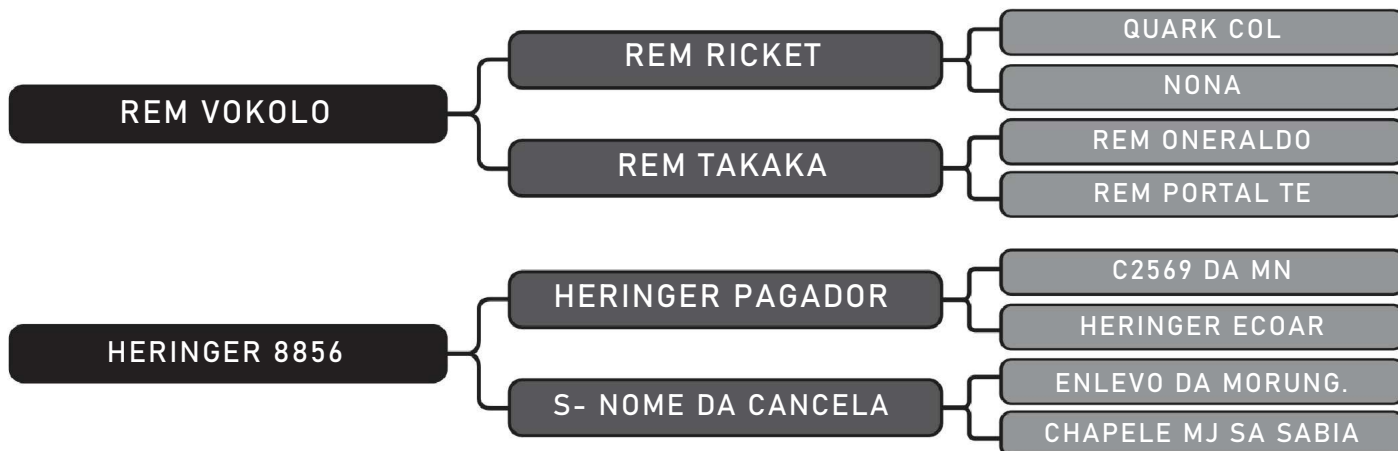 QUARK COL
REM RICKET
NONA
REM VOKOLO
REM ONERALDO
REM TAKAKA
REM PORTAL TE
C2569 DA MN
HERINGER PAGADOR
HERINGER ECOAR
HERINGER 8856
ENLEVO DA MORUNG.
S- NOME DA CANCELA
CHAPELE MJ SA SABIA